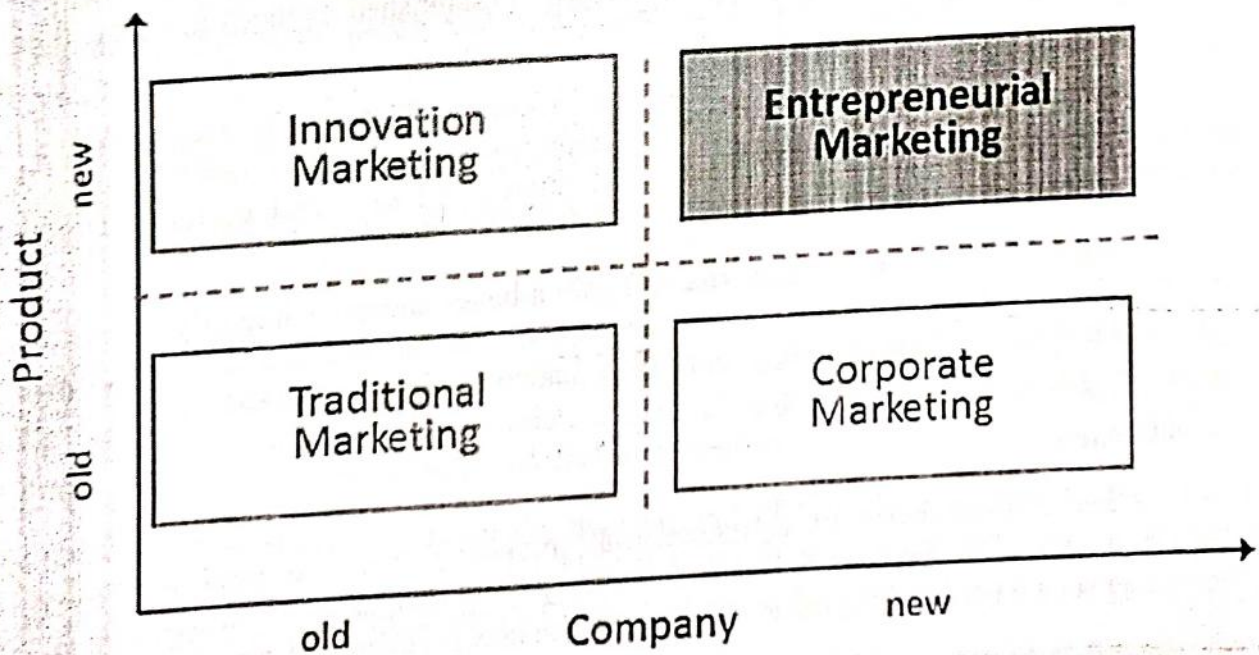 Innovation
Marketing
Entrepreneurial
Marketing
new
Product
Traditional
Marketing
Corporate
Marketing
old
old
Company
new